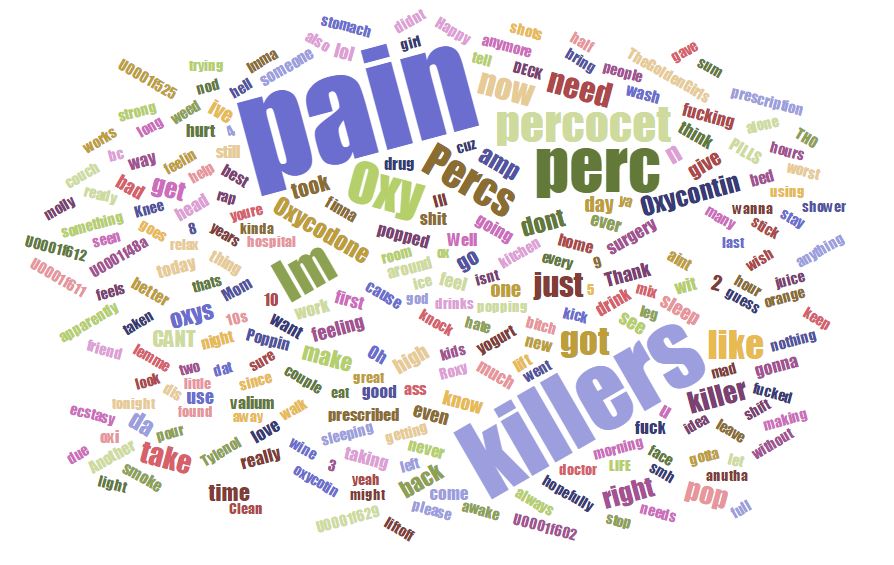 stomach
didnt
Happy
shots
half
also lol
girl
anymore
bring
people
gave
sum
TheGoldenGirls
prescription
U0001f525
trying
nod
hell
Imma
someone
tell
DECK
wash
pain
now
need
fucking
alone
THO
strong
weed
ive
works
long
hurt
4,
percocet
think
PILLS
hours
couch
bc
way
feelin
still
drug
cuz
amp
perc
n
give
bed
worst
ready
bad
get
help
best
oxy
Percs
Oxycontin
using
molly
Knee
head
rap
took
finna
lll
shit
day
ya
many
wanna
stay
shower
something
goes
8
youre
kinda
Oxycodone
popped
going
dont
ever
surgery
stick
U0001f612
seen
U0001f48a
relax
years
hospital
room
Well
kitchen
home
last
anything
U0001f611
today
thing
Im
around
ox
go
isnt
every
9
Thank
aint
wish
feels
better
thats
Mom
ice
feel
one
just
5
mix
sleep
wit
2
hour
juice
apparently
taken
oxys
10
work
first
cause
god
drinks
popping
drink
leg
guess
orange
CANT
10s
night
Poppin
want
feeling
knock
hate
bitch
kick
see
keep
friend
lemme
two
dat
sure
make
Oh
high
kids
yogurt
new
got
like
nothing
look
dis
little
since
couple
great
Roxy
much
lift
went
mad
gonna
tonight
use
found
valium
eat
good
ass
killers
killer
fucked
ecstasy
da
oxi
pour
away
walk
prescribed
even
know
u
idea
shift
making
due
Another
take
Tylenol
love
sleeping
getting
fuck
leave
without
light
smoke
really
wine
3
taking
never
morning
face
gotta
let
time
oxycotin
yeah
left
back
doctor
LIFE
smh
anutha
Clean
might
come
hopefully
right
pop
full
U0001f629
please
awake
always
stop
needs
liftoff
U0001f602